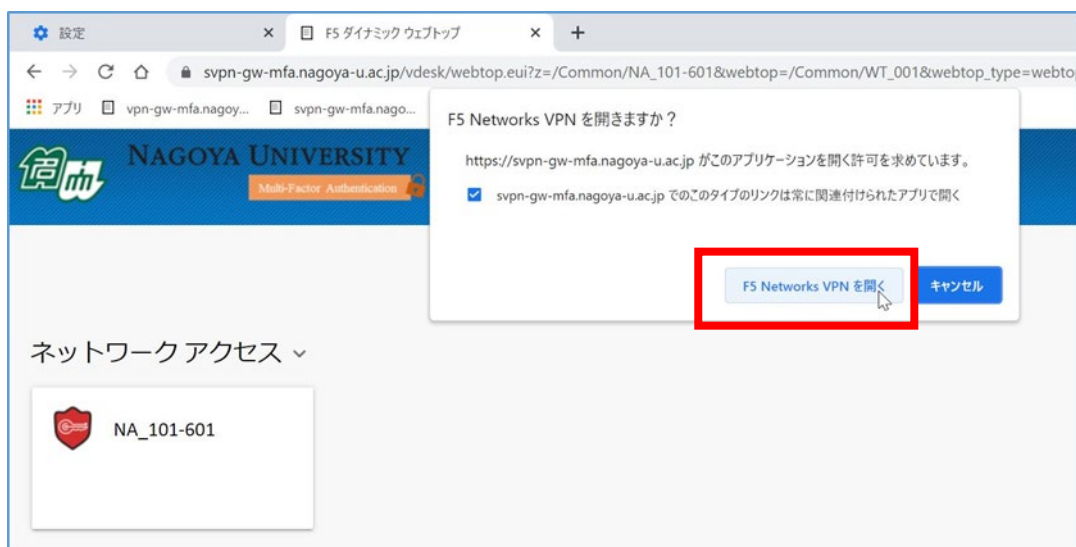 設定
F5 ダイナミック ウェブトップ
svpn-gw-mfa.nagoya-u.ac.jp/vdesk/webtop.eui?z=/Common/NA_101-601&webtop=/Common/WT_001&webtop_type=webtop
アプリ vpn-gw-mfa.nagoy... svpn-gw-mfa.nago...
F5 Networks VPN を開きますか？
https://svpn-gw-mfa.nagoya-u.ac.jp がこのアプリケーションを開く許可を求めています。
svpn-gw-mfa.nagoya-u.ac.jp でのこのタイプのリンクは常に関連付けられたアプリで開く
F5 Networks VPN を開く キャンセル
NAGOYA UNIVERSITY
Multi-Factor Authentication
ネットワーク アクセス
NA_101-601